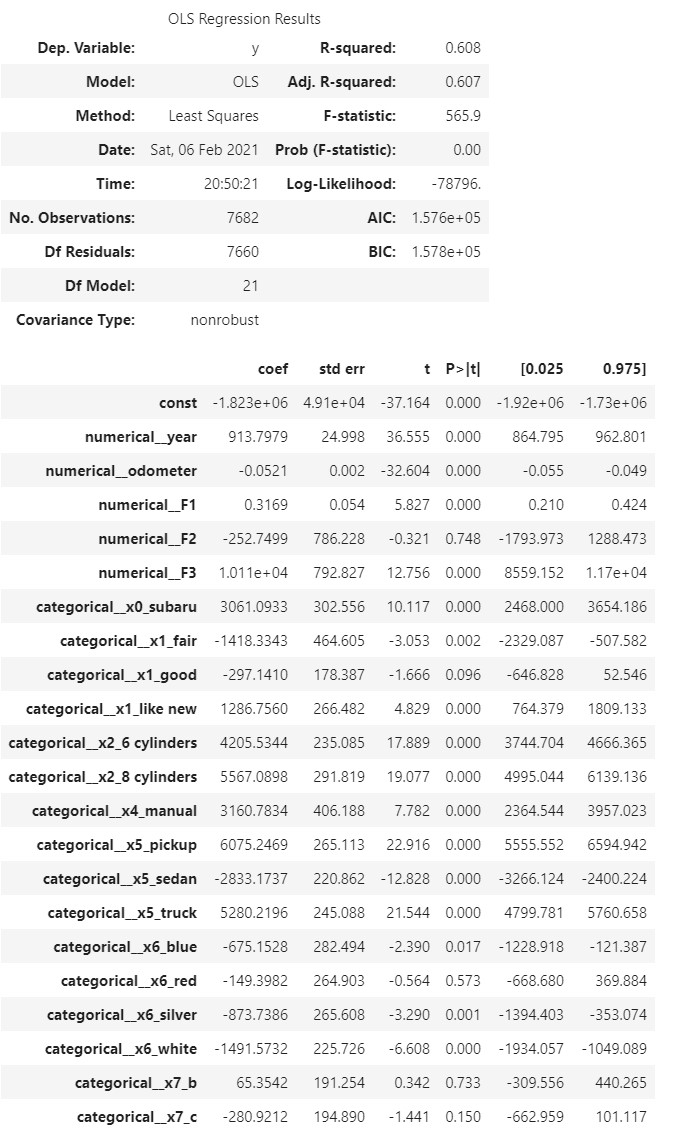 OLS Regression Results
Dep. Variable: y R-squared: 0.608
Model: OLS Adj. R-squared: 0.607
Method: Least Squares F-statistic: 565.9
Date: Sat, 06 Feb 2021 Prob (F-statistic): 0.00
Time: 20:50:21 Log-Likelihood: -78796.
No. Observations: 7682 AIC: 1.576e+05
Df Residuals: 7660 BIC: 1.578e+05
Df Model: 21
Covariance Type: nonrobust
coef std err t P>|t| [0.025 0.975]
const -1.823e+06 4.91e+04 -37.164 0.000 -1.92e+06 -1.73e+06
numerical__year 913.7979 24.998 36.555 0.000 864.795 962.801
numerical__odometer -0.0521 0.002 -32.604 0.000 -0.055 -0.049
numerical__F1 0.3169 0.054 5.827 0.000 0.210 0.424
numerical__F2 -252.7499 786.228 -0.321 0.748 -1793.973 1288.473
numerical__F3 1.011e+04 792.827 12.756 0.000 8559.152 1.17e+04
categorical__x0_subaru 3061.0933 302.556 10.117 0.000 2468.000 3654.186
categorical__x1_fair -1418.3343 464.605 -3.053 0.002 -2329.087 -507.582
categorical__x1_good -297.1410 178.387 -1.666 0.096 -646.828 52.546
categorical__x1_like new 1286.7560 266.482 4.829 0.000 764.379 1809.133
categorical__x2_6 cylinders 4205.5344 235.085 17.889 0.000 3744.704 4666.365
categorical__x2_8 cylinders 5567.0898 291.819 19.077 0.000 4995.044 6139.136
categorical__x4_manual 3160.7834 406.188 7.782 0.000 2364.544 3957.023
categorical__x5_pickup 6075.2469 265.113 22.916 0.000 5555.552 6594.942
categorical__x5_sedan -2833.1737 220.862 -12.828 0.000 -3266.124 -2400.224
categorical__x5_truck 5280.2196 245.088 21.544 0.000 4799.781 5760.658
categorical__x6_blue -675.1528 282.494 -2.390 0.017 -1228.918 -121.387
categorical__x6_red -149.3982 264.903 -0.564 0.573 -668.680 369.884
categorical__x6_silver -873.7386 265.608 -3.290 0.001 -1394.403 -353.074
categorical__x6_white -1491.5732 225.726 -6.608 0.000 -1934.057 -1049.089
categorical__x7_b 65.3542 191.254 0.342 0.733 -309.556 440.265
categorical__x7_c -280.9212 194.890 -1.441 0.150 -662.959 101.117